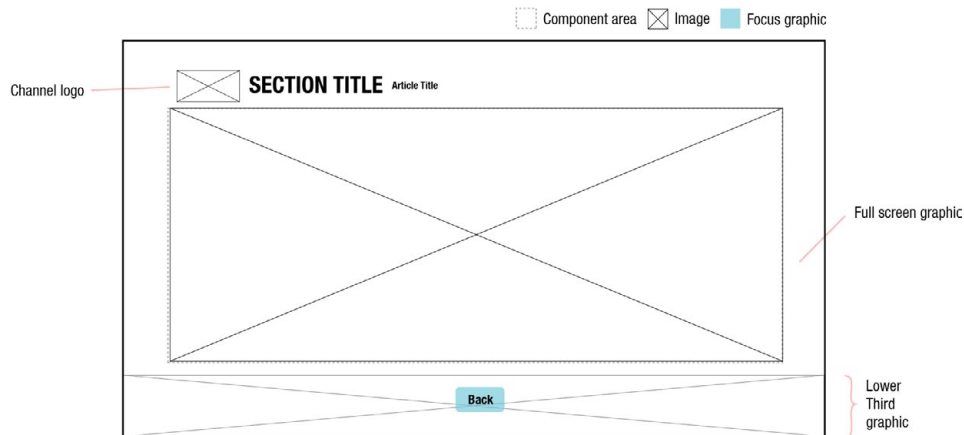 Component area Image Focus graphic
Channel logo
SECTION TITLE Article Title
Full screen graphic
Back
Lower
Third
graphic